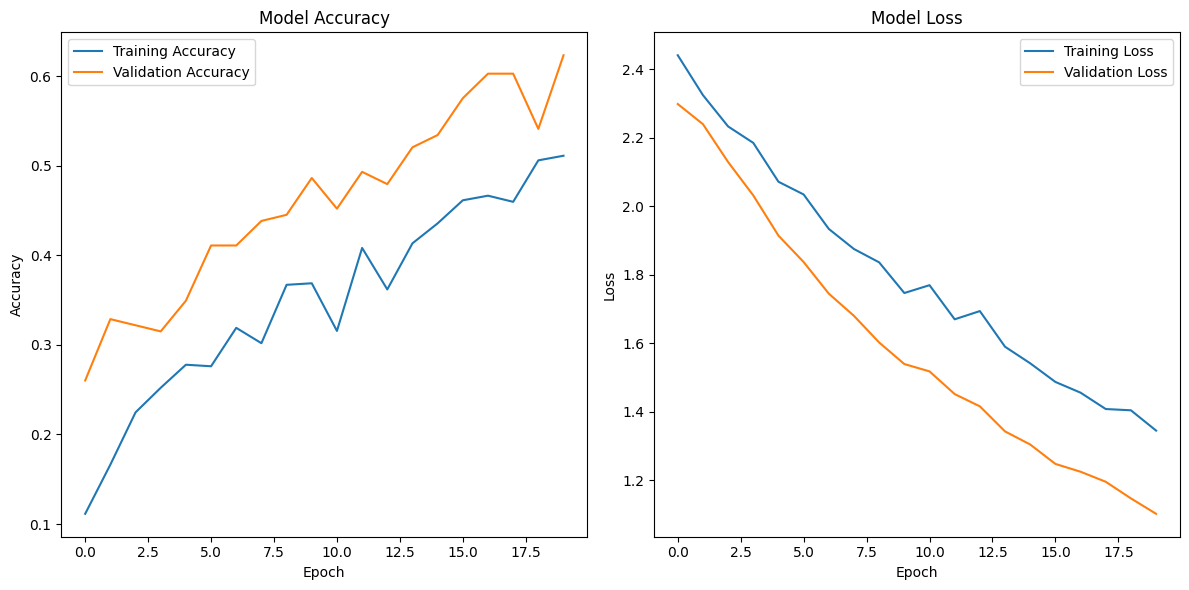 Model Accuracy
Training Accuracy
Validation Accuracy
Accuracy
0.6
0.5
0.4
0.3
0.2
0.1
0.0 2.5 5.0 7.5 10.0 12.5 15.0 17.5
Epoch
Model Loss
Training Loss
Validation Loss
Loss
2.4
2.2
2.0
1.8
1.6
1.4
1.2
0.0 2.5 5.0 7.5 10.0 12.5 15.0 17.5
Epoch